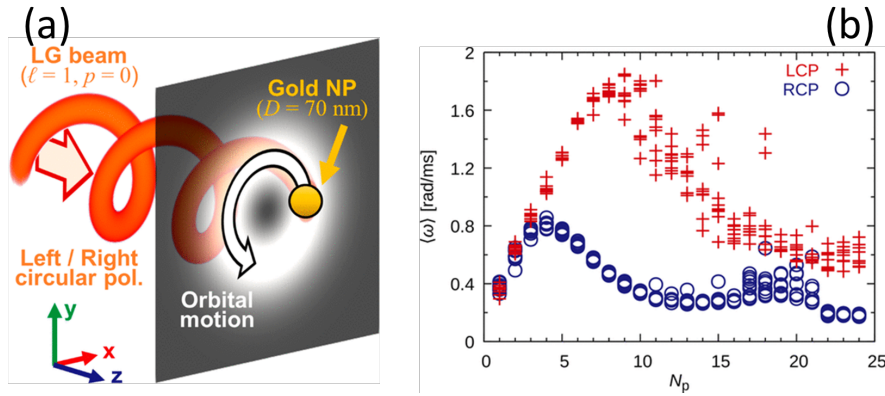 (a)
LG beam
(ℓ = 1, p = 0)
Gold NP
(D = 70 nm)
Left / Right
circular pol.
Orbital
motion
y
x
z
(b)
2
1.6
1.2
0.8
0.4
0
⟨ω⟩ [rad/ms]
LCP
RCP
0 5 10 15 20 25
Np